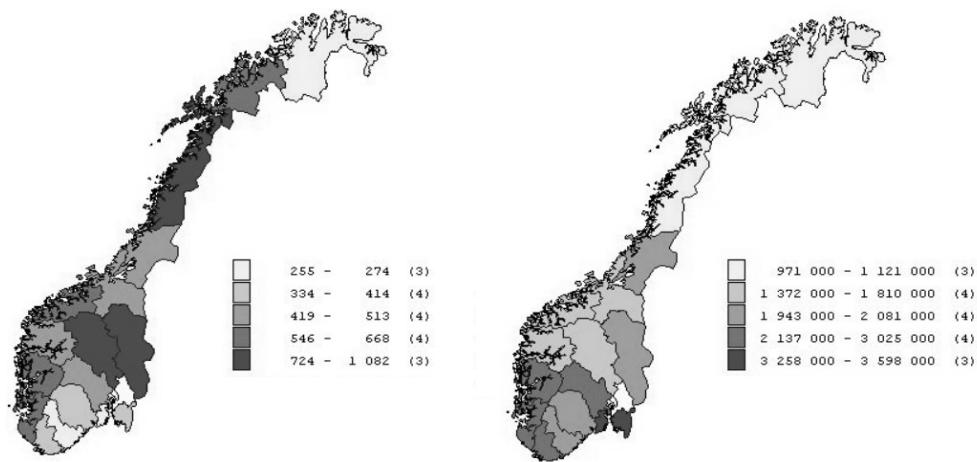 255 - 274 (3)
334 - 414 (4)
419 - 513 (4)
546 - 668 (4)
724 - 1 082 (3)
971 000 - 1 121 000 (3)
1 372 000 - 1 810 000 (4)
1 943 000 - 2 081 000 (4)
2 137 000 - 3 025 000 (4)
3 258 000 - 3 598 000 (3)